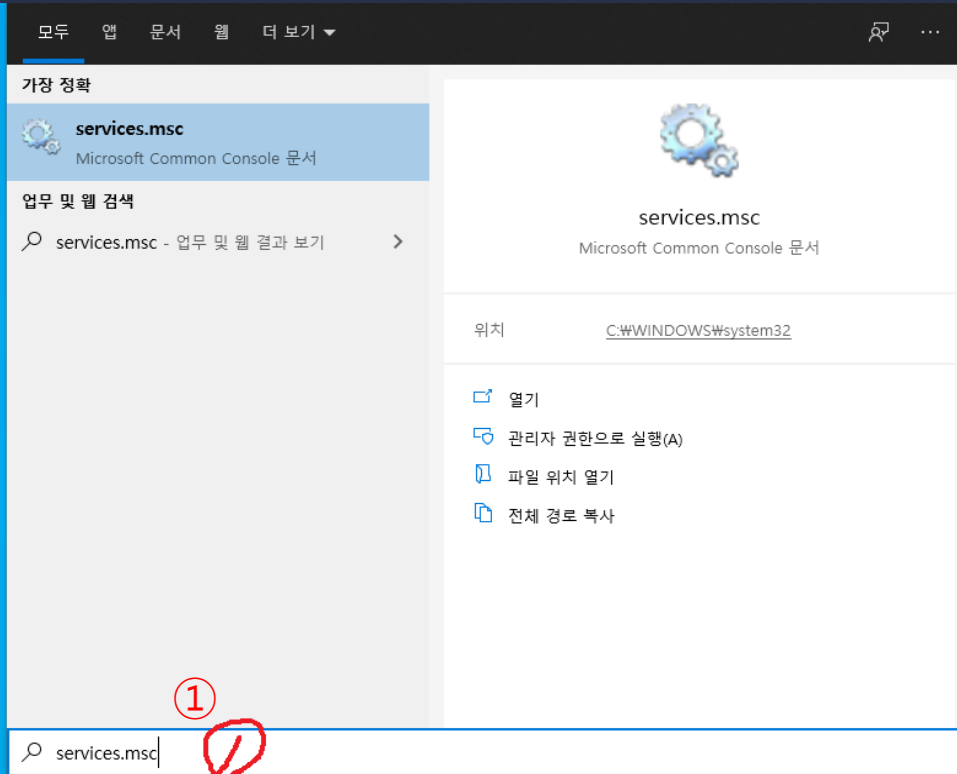 모두 앱 문서 웹 더 보기
가장 정확
services.msc
Microsoft Common Console 문서
업무 및 웹 검색
services.msc - 업무 및 웹 결과 보기
services.msc
Microsoft Common Console 문서
위치 C:₩WINDOWS₩system32
열기
관리자 권한으로 실행(A)
파일 위치 열기
전체 경로 복사
①
services.msc